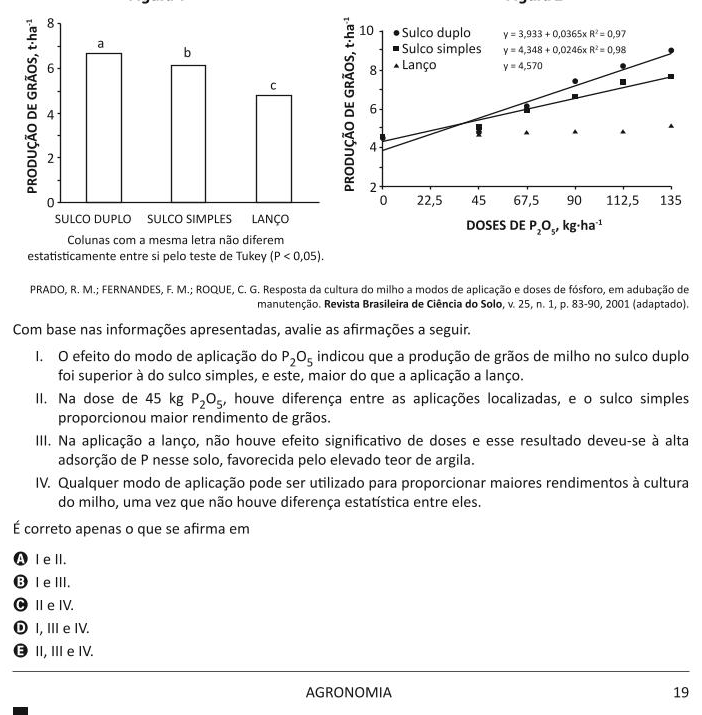 8
6
4
2
0
PRODUÇÃO DE GRÃOS, t·ha⁻¹
a
b
c
SULCO DUPLO SULCO SIMPLES LANÇO
Colunas com a mesma letra não diferem
estatisticamente entre si pelo teste de Tukey (P < 0,05).
10
8
6
4
2
PRODUÇÃO DE GRÃOS, t·ha⁻¹
● Sulco duplo y = 3,933 + 0,0365x R² = 0,97
■ Sulco simples y = 4,348 + 0,0246x R² = 0,98
▲ Lanço y = 4,570
0 22,5 45 67,5 90 112,5 135
DOSES DE P₂O₅, kg·ha⁻¹
PRADO, R. M.; FERNANDES, F. M.; ROQUE, C. G. Resposta da cultura do milho a modos de aplicação e doses de fósforo, em adubação de
manutenção. Revista Brasileira de Ciência do Solo, v. 25, n. 1, p. 83-90, 2001 (adaptado).
Com base nas informações apresentadas, avalie as afirmações a seguir.
I. O efeito do modo de aplicação do P₂O₅ indicou que a produção de grãos de milho no sulco duplo
foi superior à do sulco simples, e este, maior do que a aplicação a lanço.
II. Na dose de 45 kg P₂O₅, houve diferença entre as aplicações localizadas, e o sulco simples
proporcionou maior rendimento de grãos.
III. Na aplicação a lanço, não houve efeito significativo de doses e esse resultado deveu-se à alta
adsorção de P nesse solo, favorecida pelo elevado teor de argila.
IV. Qualquer modo de aplicação pode ser utilizado para proporcionar maiores rendimentos à cultura
do milho, uma vez que não houve diferença estatística entre eles.
É correto apenas o que se afirma em
A I e II.
B I e III.
C II e IV.
D I, III e IV.
E II, III e IV.
AGRONOMIA 19